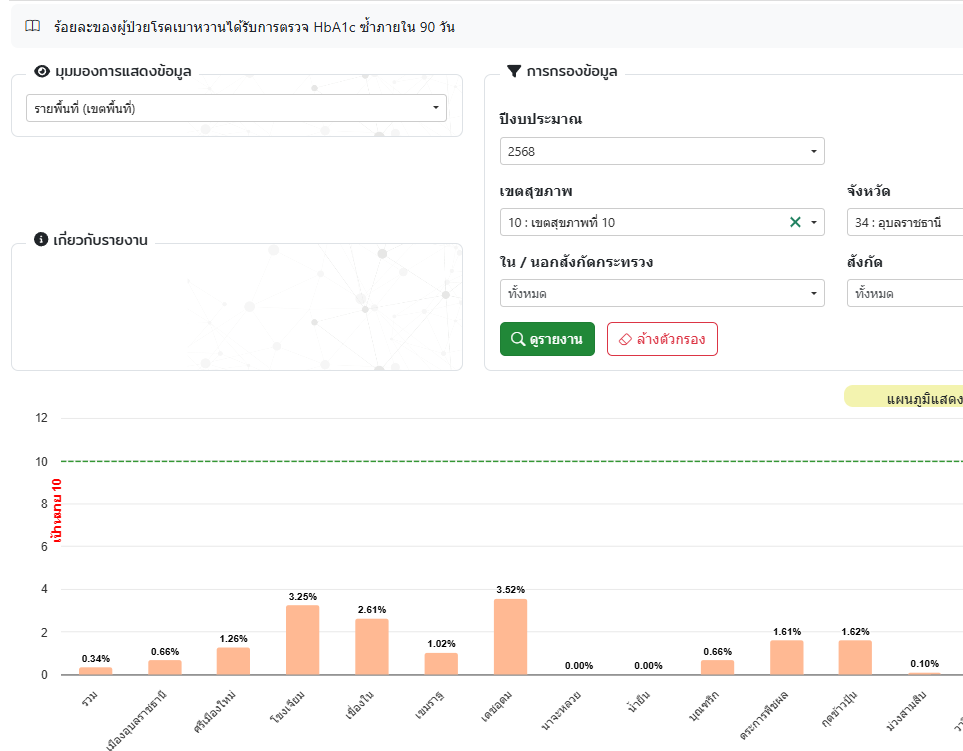 ร้อยละของผู้ป่วยโรคเบาหวานได้รับการตรวจ HbA1c ซ้ำภายใน 90 วัน
มุมมองการแสดงข้อมูล
รายพื้นที่ (เขตพื้นที่)
เกี่ยวกับรายงาน
การกรองข้อมูล
ปีงบประมาณ
2568
เขตสุขภาพ
จังหวัด
10 : เขตสุขภาพที่ 10
34 : อุบลราชธานี
ใน / นอกสังกัดกระทรวง
สังกัด
ทั้งหมด
ทั้งหมด
ดูรายงาน
ล้างตัวกรอง
แผนภูมิแสดง
12
10
8
6
4
2
0
เป้าหมาย 10
0.34%
0.66%
1.26%
3.25%
2.61%
1.02%
3.52%
0.00%
0.00%
0.66%
1.61%
1.62%
0.10%
รวม
เมืองอุบลราชธานี
ศรีเมืองใหม่
โขงเจียม
เขื่องใน
เขมราฐ
เดชอุดม
นาจะหลวย
น้ำยืน
บุณฑริก
ตระการพืชผล
กุดข้าวปุ้น
ม่วงสามสิบ